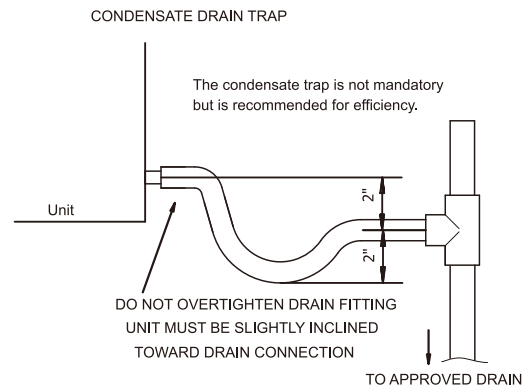 CONDENSATE DRAIN TRAP
The condensate trap is not mandatory
but is recommended for efficiency.
Unit
2"
2"
DO NOT OVERTIGHTEN DRAIN FITTING
UNIT MUST BE SLIGHTLY INCLINED
TOWARD DRAIN CONNECTION
TO APPROVED DRAIN